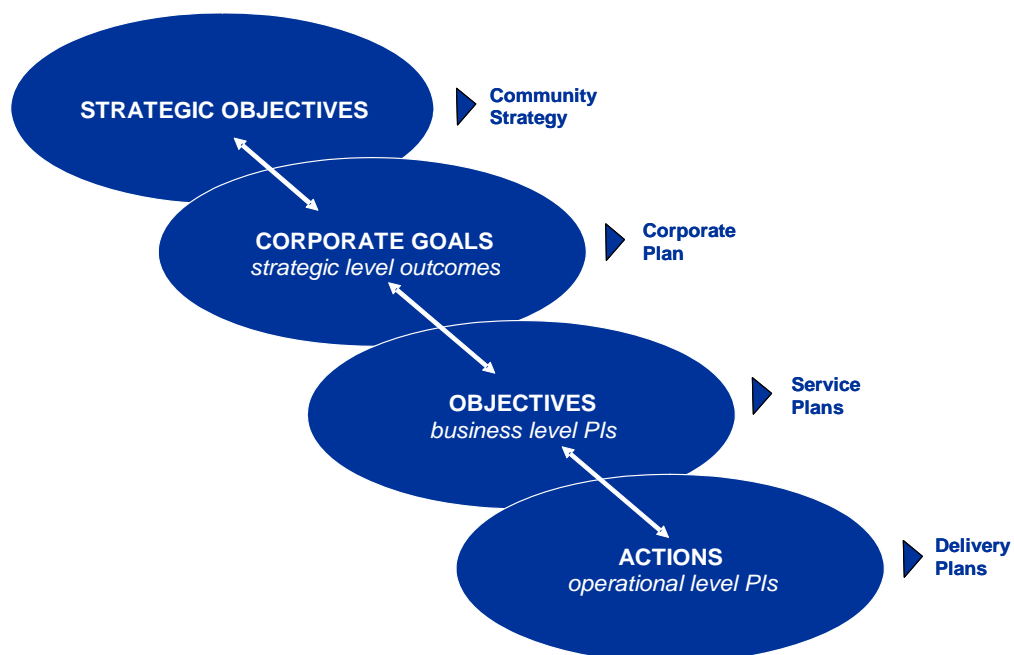 STRATEGIC OBJECTIVES
Community
Strategy
CORPORATE GOALS
strategic level outcomes
Corporate
Plan
OBJECTIVES
business level PIs
Service
Plans
ACTIONS
operational level PIs
Delivery
Plans